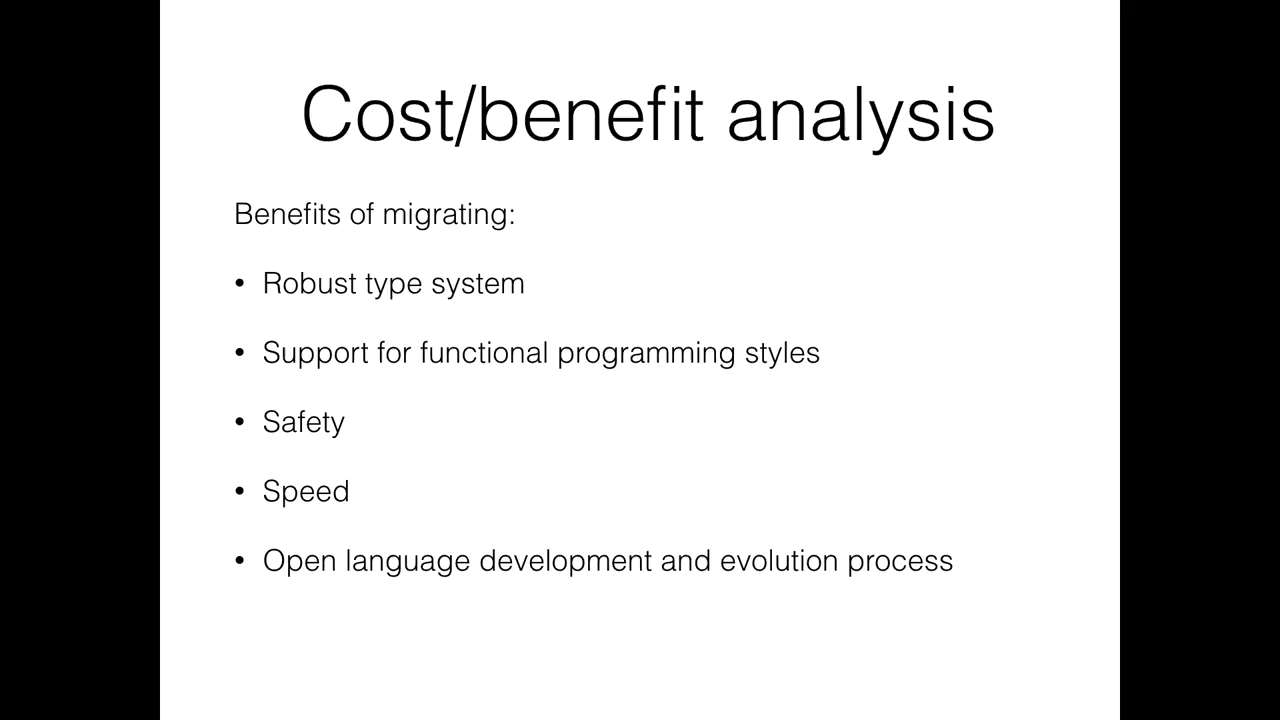 Cost/benefit analysis
Benefits of migrating:
• Robust type system
• Support for functional programming styles
• Safety
• Speed
• Open language development and evolution process